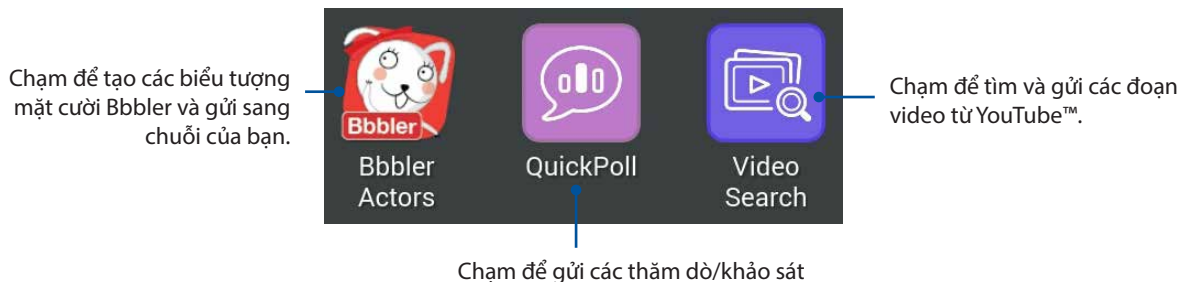 Chạm để tạo các biểu tượng
mặt cười Bbbler và gửi sang
chuỗi của bạn.
Bbbler
Bbbler
Actors
QuickPoll
Video
Search
Chạm để tìm và gửi các đoạn
video từ YouTube™.
Chạm để gửi các thăm dò/khảo sát